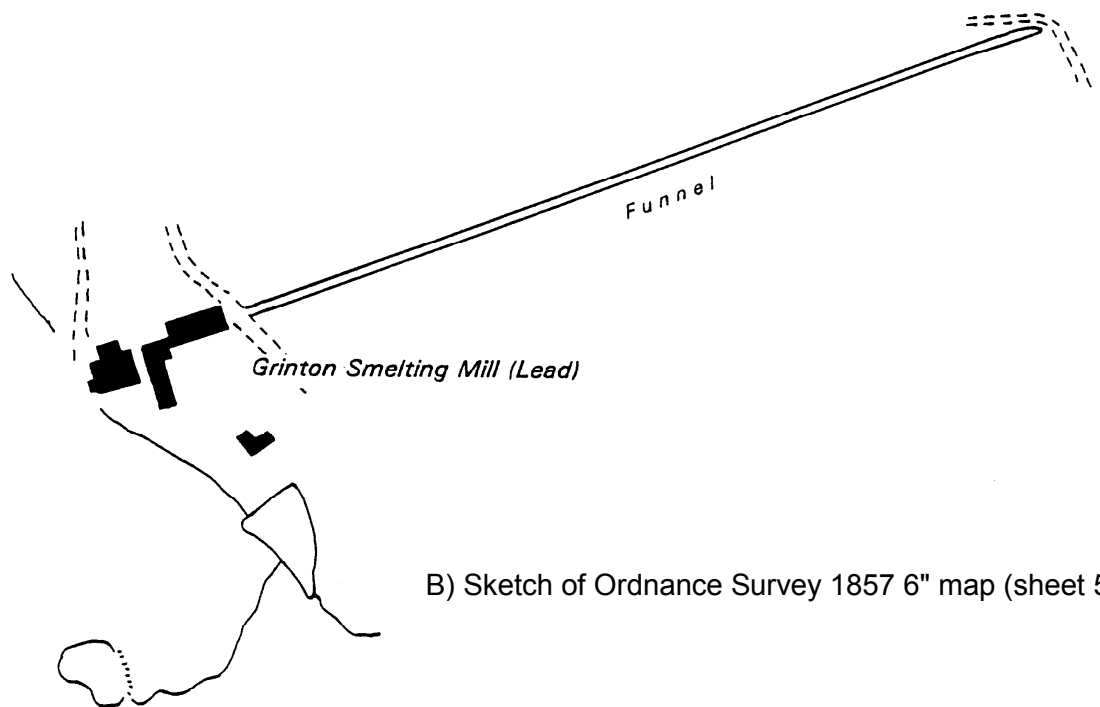 Funnel
Grinton Smelting Mill (Lead)
B) Sketch of Ordnance Survey 1857 6" map (sheet